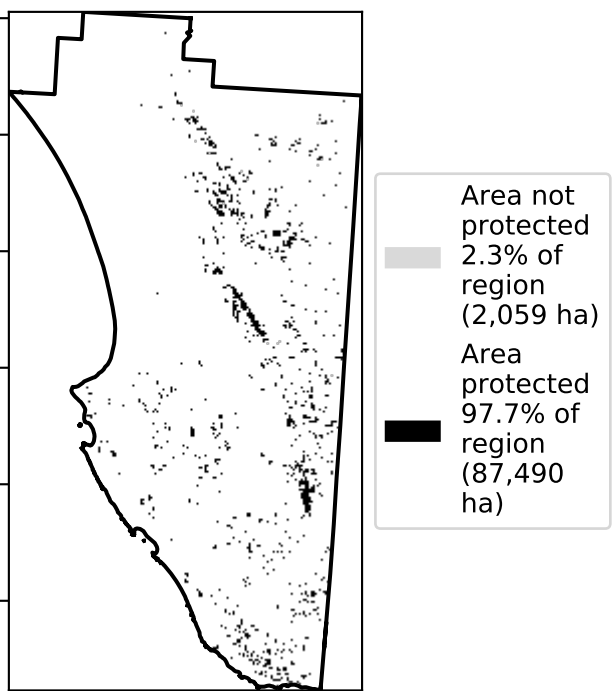 Area not
protected
2.3% of
region
(2,059 ha)
Area
protected
97.7% of
region
(87,490
ha)